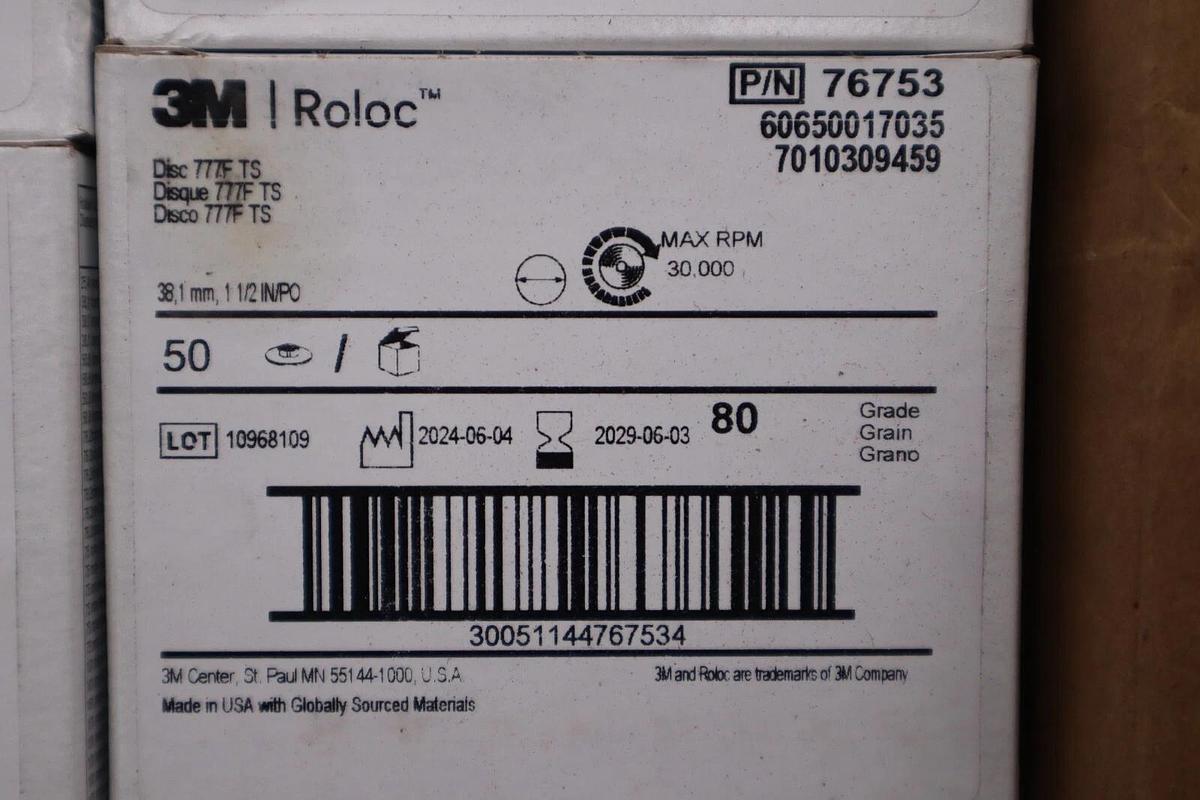 3M | Roloc™
P/N 76753
60650017035
7010309459
Disc 777F TS
Disque 777F TS
Disco 777F TS
MAX RPM
30,000
38,1 mm, 1 1/2 IN/PO
50 /
LOT 10968109 2024-06-04 2029-06-03 80
Grade
Grain
Grano
30051144767534
3M Center, St. Paul MN 55144-1000, U.S.A.
3M and Roloc are trademarks of 3M Company
Made in USA with Globally Sourced Materials